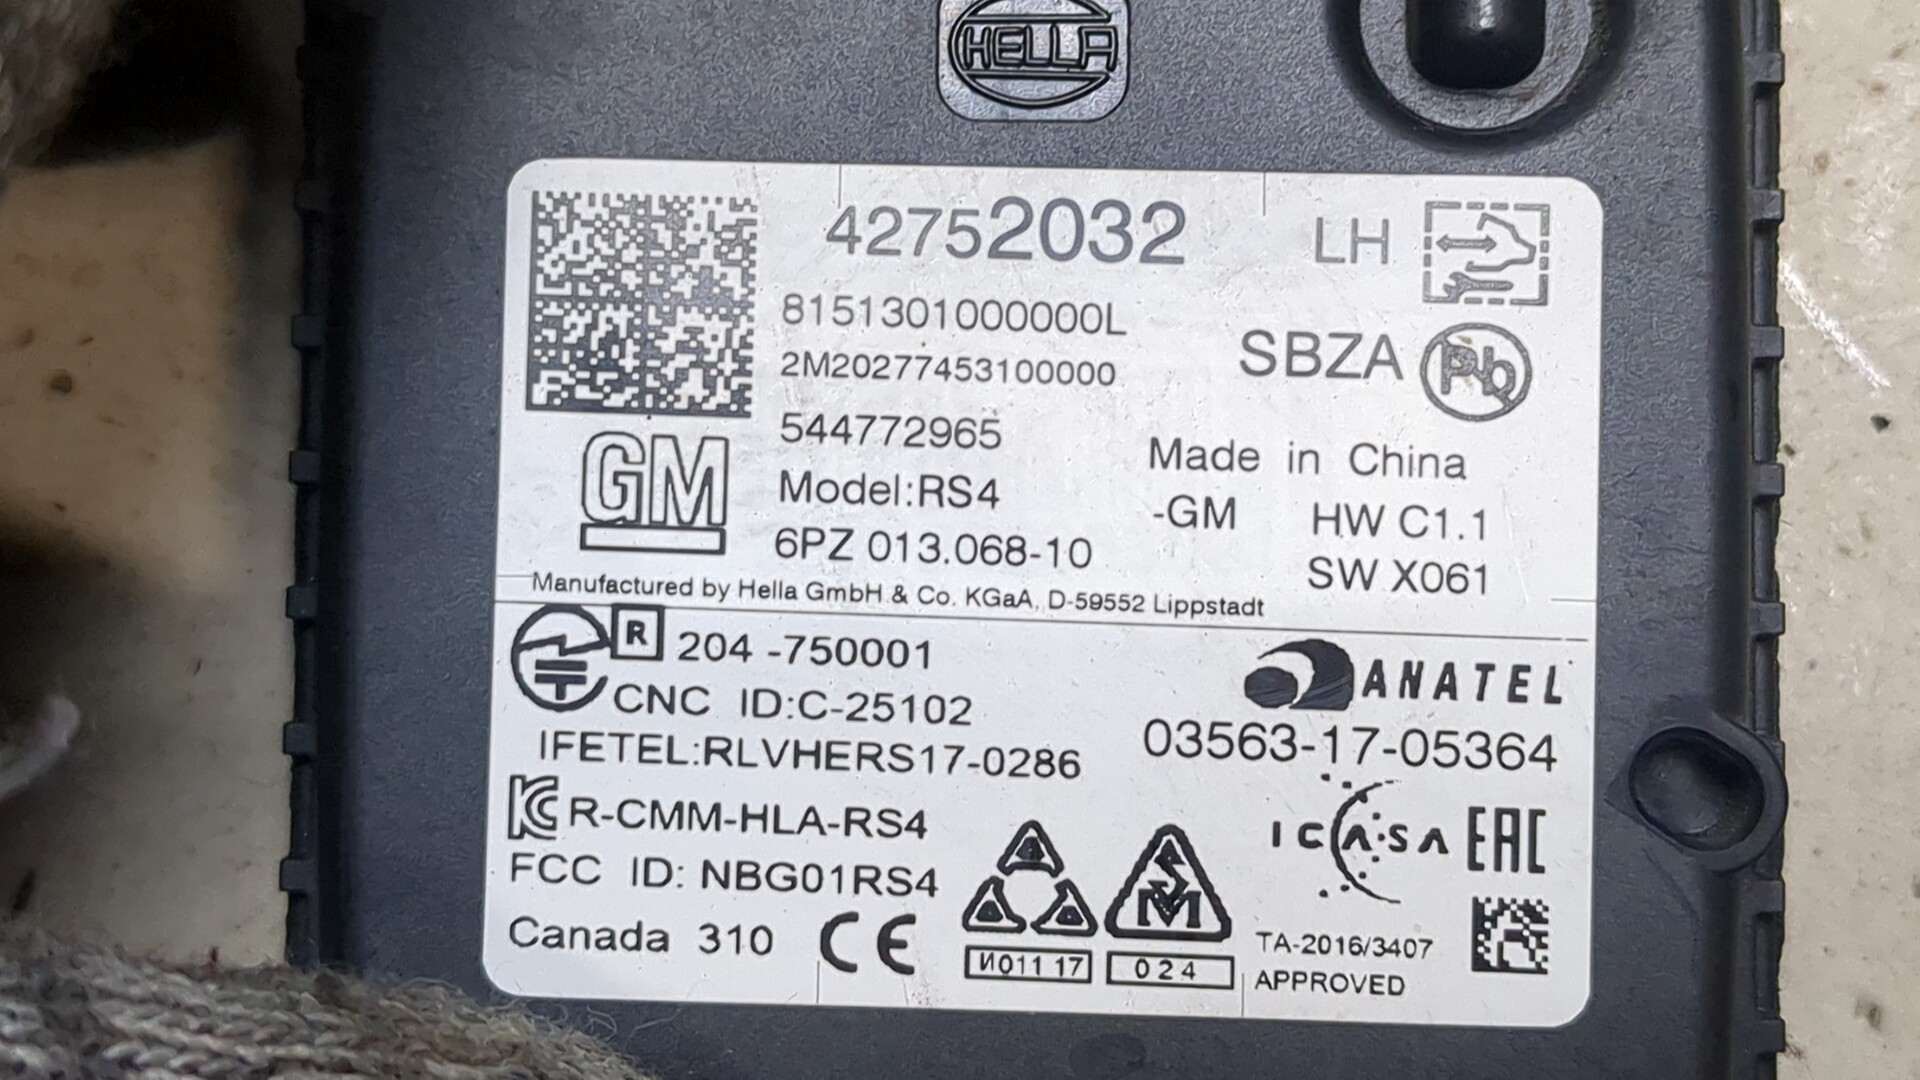 HELLA
42752032 LH
8151301000000L
2M20277453100000 SBZA Pb
544772965
GM Model:RS4 Made in China
6PZ 013.068-10 -GM HW C1.1
SW X061
Manufactured by Hella GmbH & Co. KGaA, D-59552 Lippstadt
R 204 -750001
CNC ID:C-25102 ANATEL
IFETEL:RLVHERS17-0286 03563-17-05364
R-CMM-HLA-RS4 ICASA EAC
FCC ID: NBG01RS4
Canada 310 CE
TA-2016/3407
APPROVED
И011 17 024